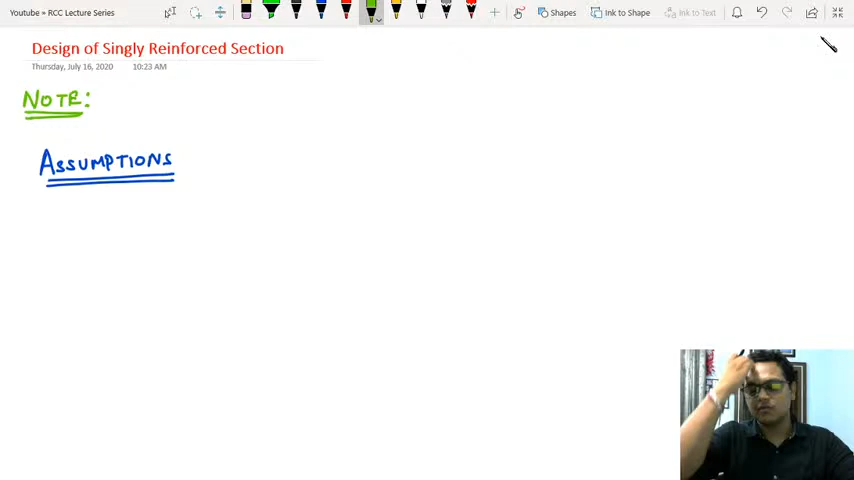 Youtube » RCC Lecture Series
Shapes
Ink to Shape
Ink to Text
Design of Singly Reinforced Section
Thursday, July 16, 2020 10:23 AM
NOTE:
ASSUMPTIONS